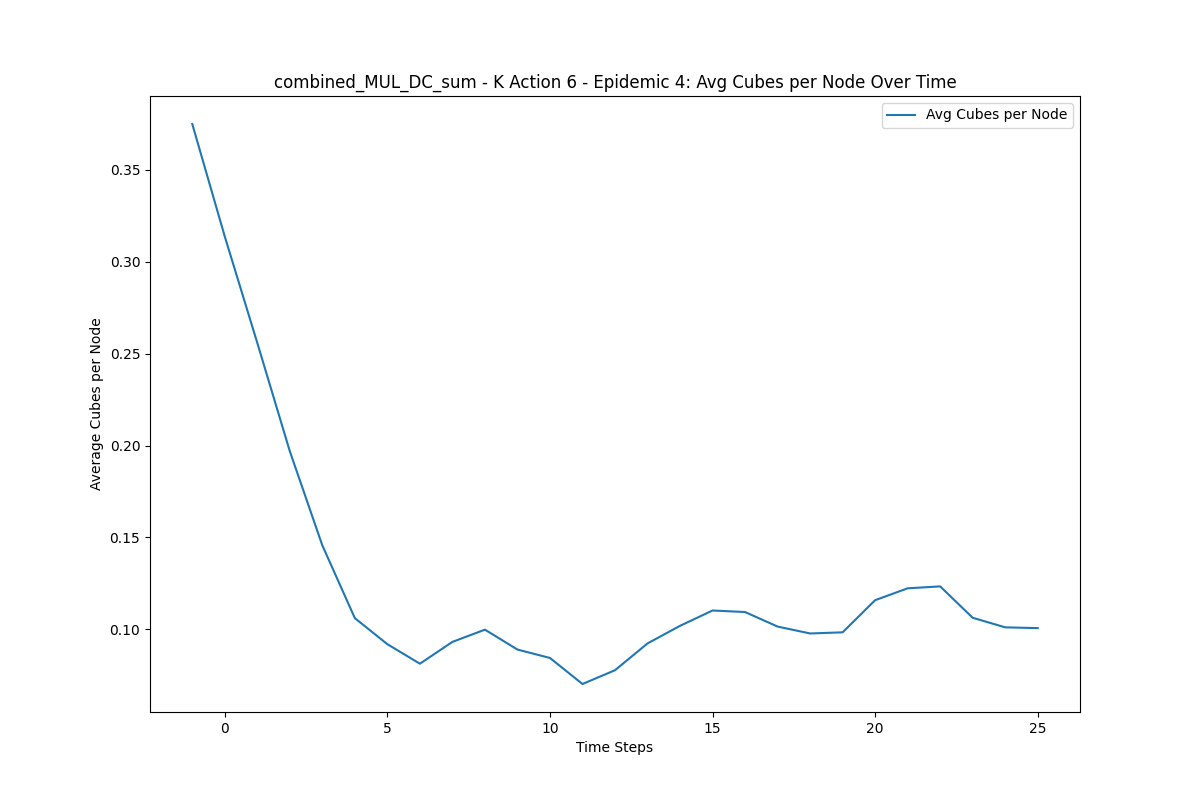 combined_MUL_DC_sum - K Action 6 - Epidemic 4: Avg Cubes per Node Over Time
Avg Cubes per Node
0.35
0.30
0.25
0.20
0.15
0.10
Average Cubes per Node
0 5 10 15 20 25
Time Steps